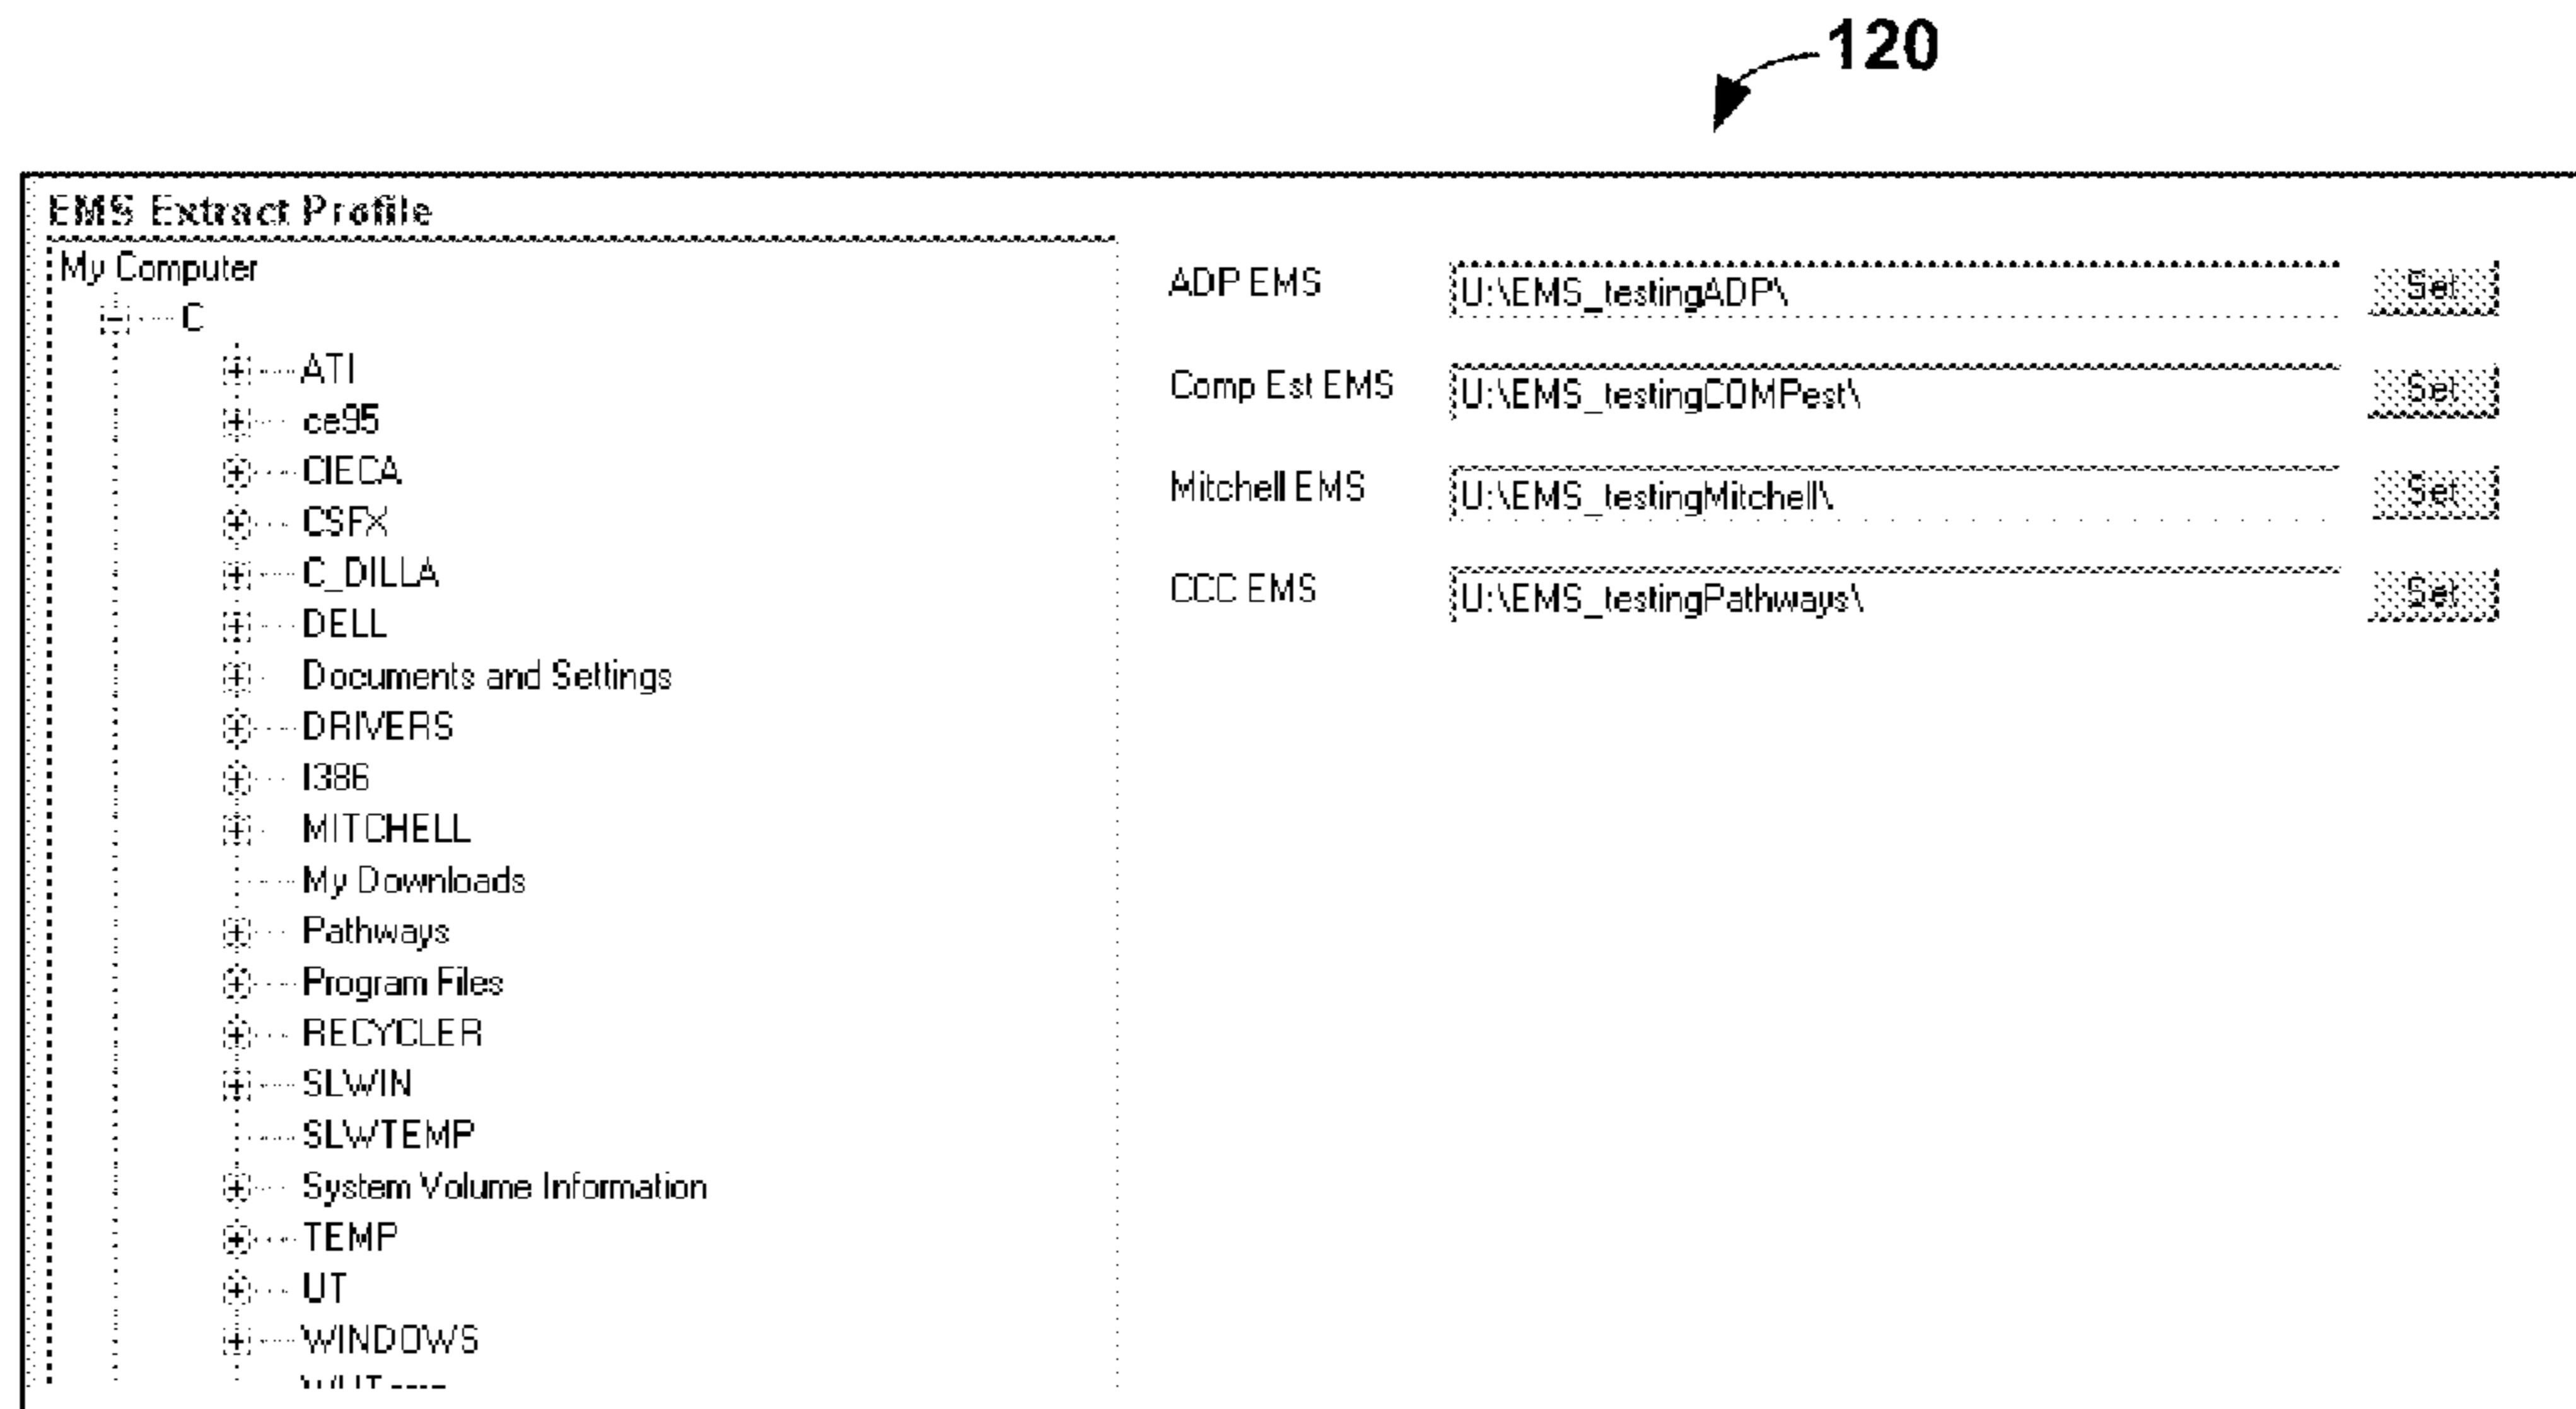 120
EMS Extract Profile
My Computer
C
ATI
ce95
CIECA
CSFX
C_DILLA
DELL
Documents and Settings
DRIVERS
I386
MITCHELL
My Downloads
Pathways
Program Files
RECYCLER
SLWIN
SLWTEMP
System Volume Information
TEMP
UT
WINDOWS
ADP EMS U:\EMS_testingADP\ Set
Comp Est EMS U:\EMS_testingCOMPest\ Set
Mitchell EMS U:\EMS_testingMitchell\ Set
CCC EMS U:\EMS_testingPathways\ Set